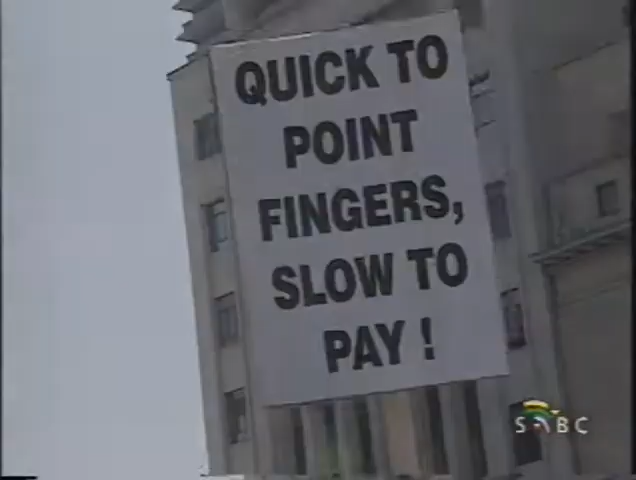 QUICK TO
POINT
FINGERS,
SLOW TO
PAY !
SABC